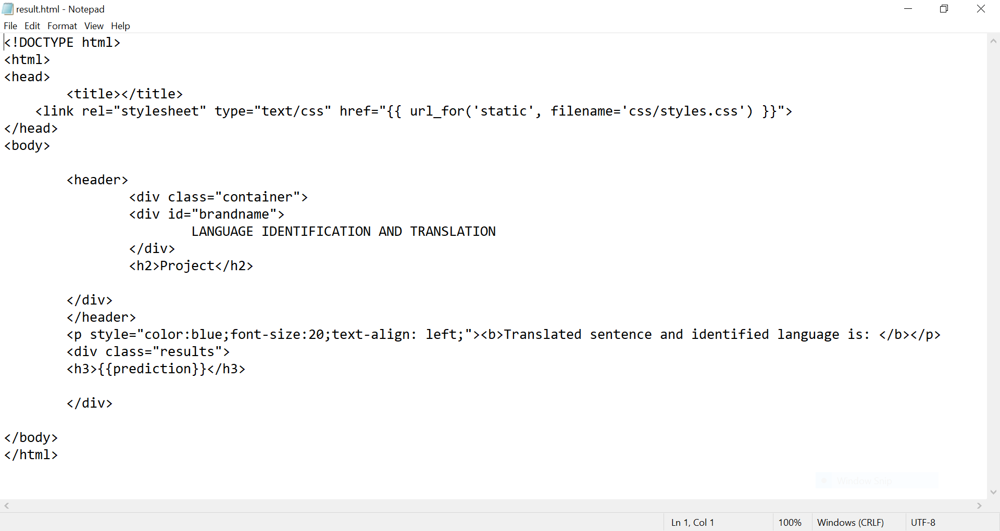 result.html - Notepad
File Edit Format View Help
<!DOCTYPE html>
<html>
<head>
        <title></title>
    <link rel="stylesheet" type="text/css" href="{{ url_for('static', filename='css/styles.css') }}">
</head>
<body>

        <header>
                <div class="container">
                <div id="brandname">
                        LANGUAGE IDENTIFICATION AND TRANSLATION
                </div>
                <h2>Project</h2>

        </div>
        </header>
        <p style="color:blue;font-size:20;text-align: left;"><b>Translated sentence and identified language is: </b></p>
        <div class="results">
        <h3>{{prediction}}</h3>

        </div>

</body>
</html>
Window Snip
Ln 1, Col 1 100% Windows (CRLF) UTF-8